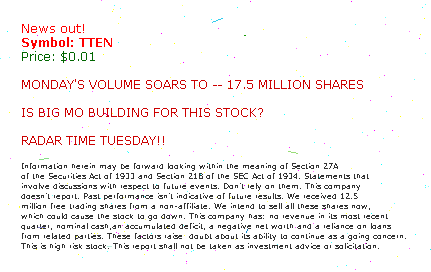 News out!
Symbol: TTEN
Price: $0.01
MONDAY'S VOLUME SOARS TO -- 17.5 MILLION SHARES
IS BIG MO BUILDING FOR THIS STOCK?
RADAR TIME TUESDAY!!
Information herein may be forward looking within the meaning of Section 27A
of the Securities Act of 1933 and Section 21B of the SEC Act of 1934. Statements that
involve discussions with respect to future events. Don't rely on them. This company
doesn't report. Past performance isn't indicative of future results. We received 12.5
million free trading shares from a non-affiliate. We intend to sell all these shares now,
which could cause the stock to go down. This company has: no revenue in its most recent
quarter, nominal cash,an accumulated deficit, a negative net worth and a reliance on loans
from related parties. These factors raise doubt about its ability to continue as a going concern.
This is high risk stock. This report shall not be taken as investment advice or solicitation.